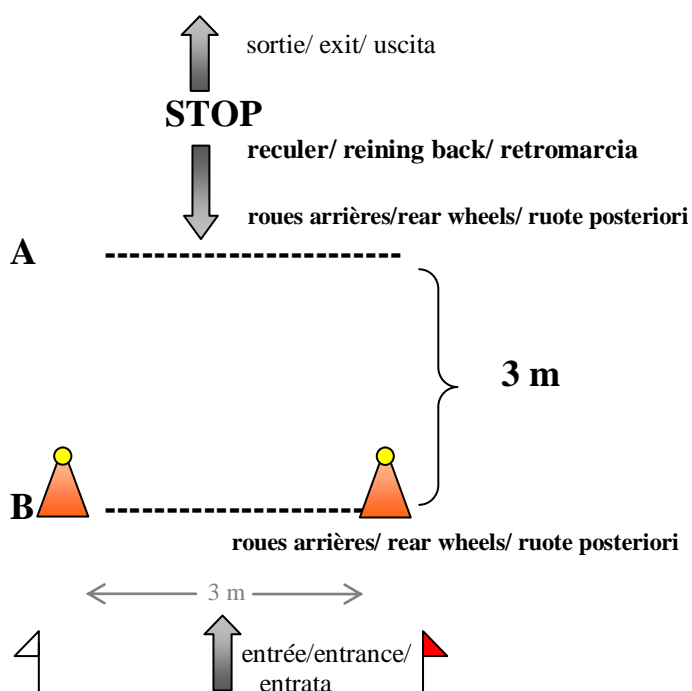 sortie/ exit/ uscita
STOP
reculer/ reining back/ retromarcia
roues arrières/rear wheels/ ruote posteriori
A
3 m
B
roues arrières/ rear wheels/ ruote posteriori
3 m
entrée/entrance/
entrata